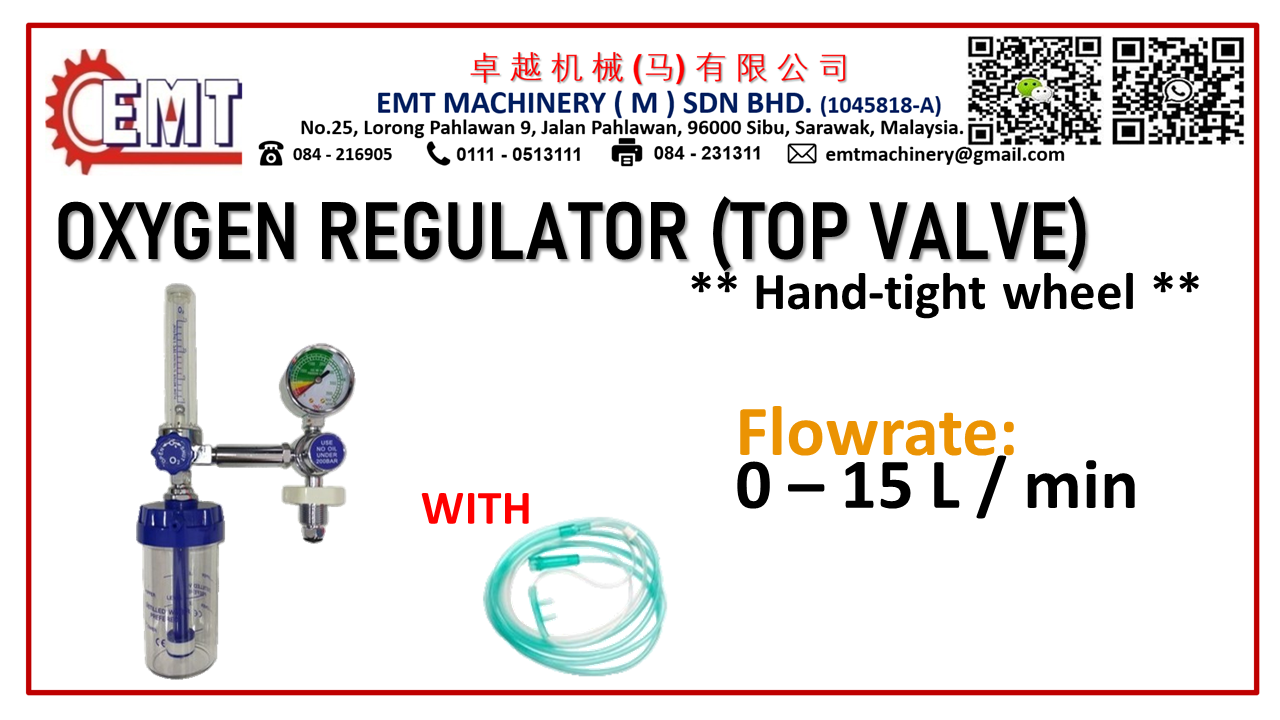 EMT
卓越机械(马)有限公司
EMT MACHINERY ( M ) SDN BHD. (1045818-A)
No.25, Lorong Pahlawan 9, Jalan Pahlawan, 96000 Sibu, Sarawak, Malaysia.
084 - 216905 0111 - 0513111 084 - 231311 emtmachinery@gmail.com
OXYGEN REGULATOR (TOP VALVE)
** Hand-tight wheel **
Flowrate:
0 – 15 L / min
USE
NO OIL
UNDER
200BAR
O₂
WITH
CE